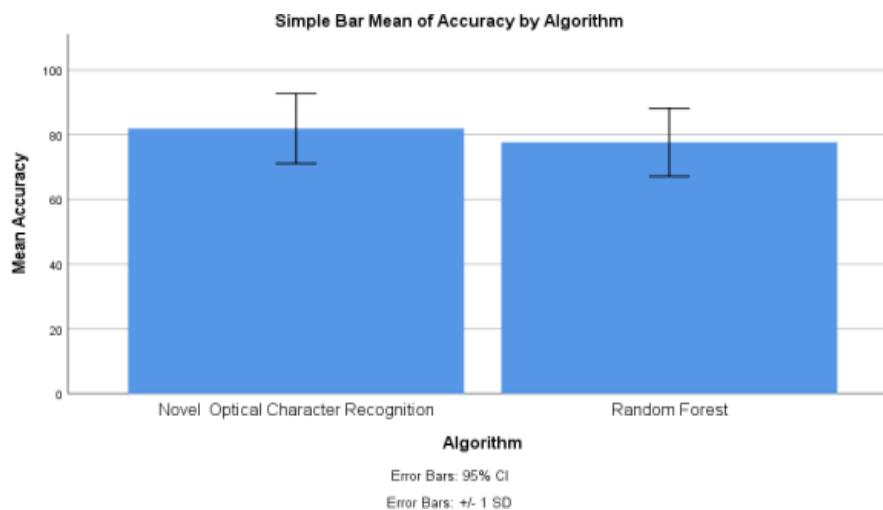 Simple Bar Mean of Accuracy by Algorithm
Mean Accuracy
100
80
60
40
20
0
Novel Optical Character Recognition
Random Forest
Algorithm
Error Bars: 95% CI
Error Bars: +/- 1 SD